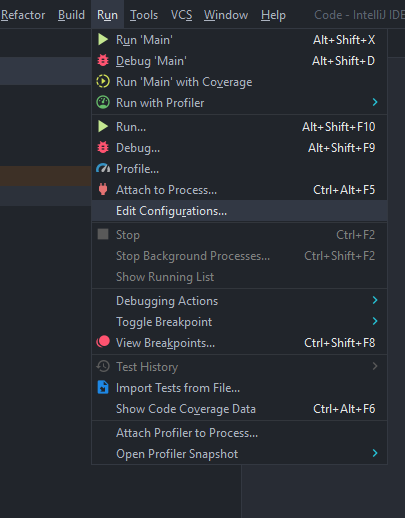 Refactor Build Run Tools VCS Window Help Code - IntelliJ IDE
Run 'Main' Alt+Shift+X
Debug 'Main' Alt+Shift+D
Run 'Main' with Coverage
Run with Profiler
Run... Alt+Shift+F10
Debug... Alt+Shift+F9
Profile...
Attach to Process... Ctrl+Alt+F5
Edit Configurations...
Stop Ctrl+F2
Stop Background Processes... Ctrl+Shift+F2
Show Running List
Debugging Actions
Toggle Breakpoint
View Breakpoints... Ctrl+Shift+F8
Test History
Import Tests from File...
Show Code Coverage Data Ctrl+Alt+F6
Attach Profiler to Process...
Open Profiler Snapshot